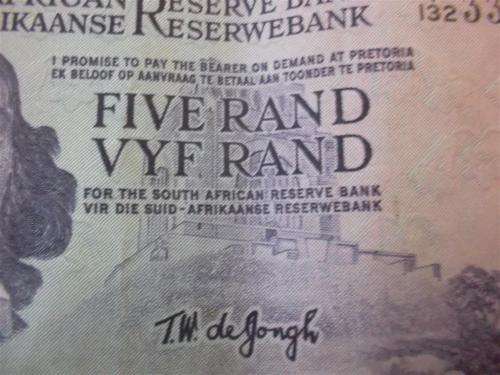 RESERVE
132
IKAANSE RESERWEBANK
I PROMISE TO PAY THE BEARER ON DEMAND AT PRETORIA
EK BELOOF OP AANVRAAG TE BETAAL AAN TOONDER TE PRETORIA
FIVE RAND
VYF RAND
FOR THE SOUTH AFRICAN RESERVE BANK
VIR DIE SUID-AFRIKAANSE RESERWEBANK
T.W. de Jongh